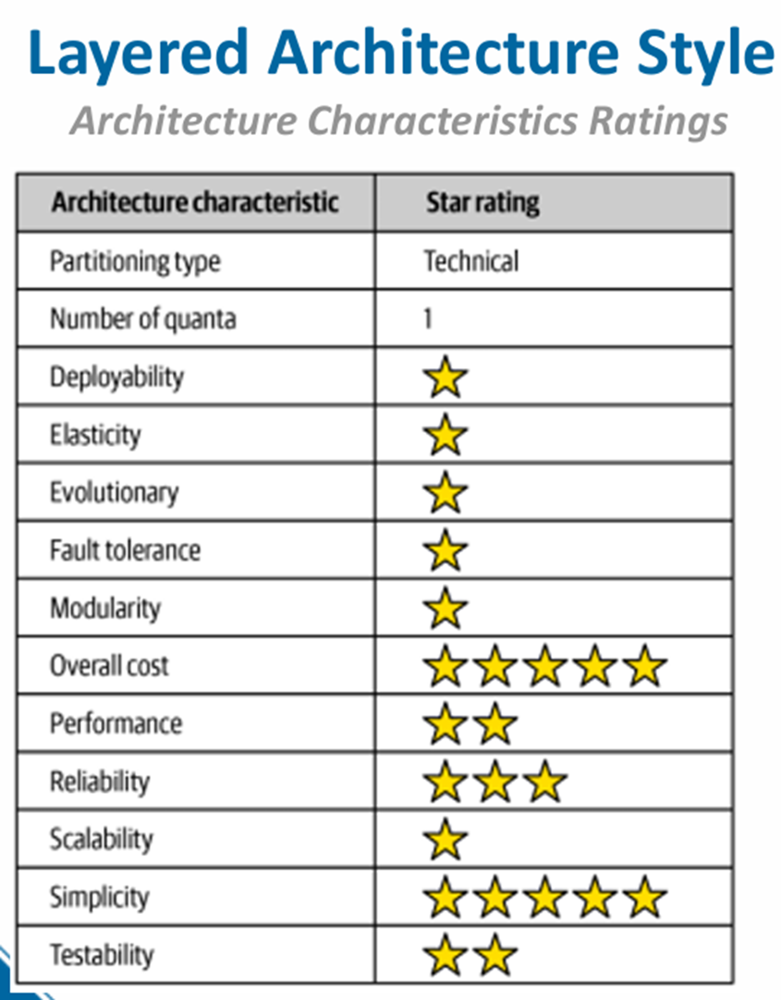 Layered Architecture Style
Architecture Characteristics Ratings
Architecture characteristic Star rating
Partitioning type Technical
Number of quanta 1
Deployability
Elasticity
Evolutionary
Fault tolerance
Modularity
Overall cost
Performance
Reliability
Scalability
Simplicity
Testability